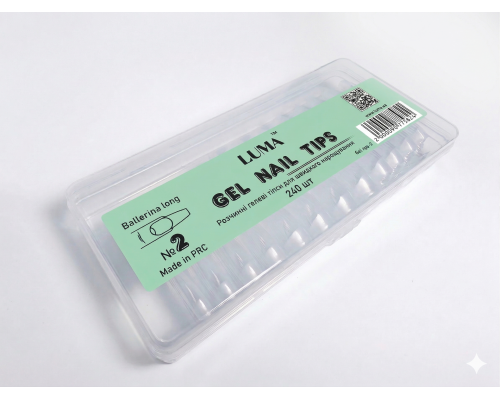 Ballerina long
№2
Made in PRC
LUMA™
GEL NAIL TIPS
Розчинні гелеві тіпси для швидкого нарощування
240 шт